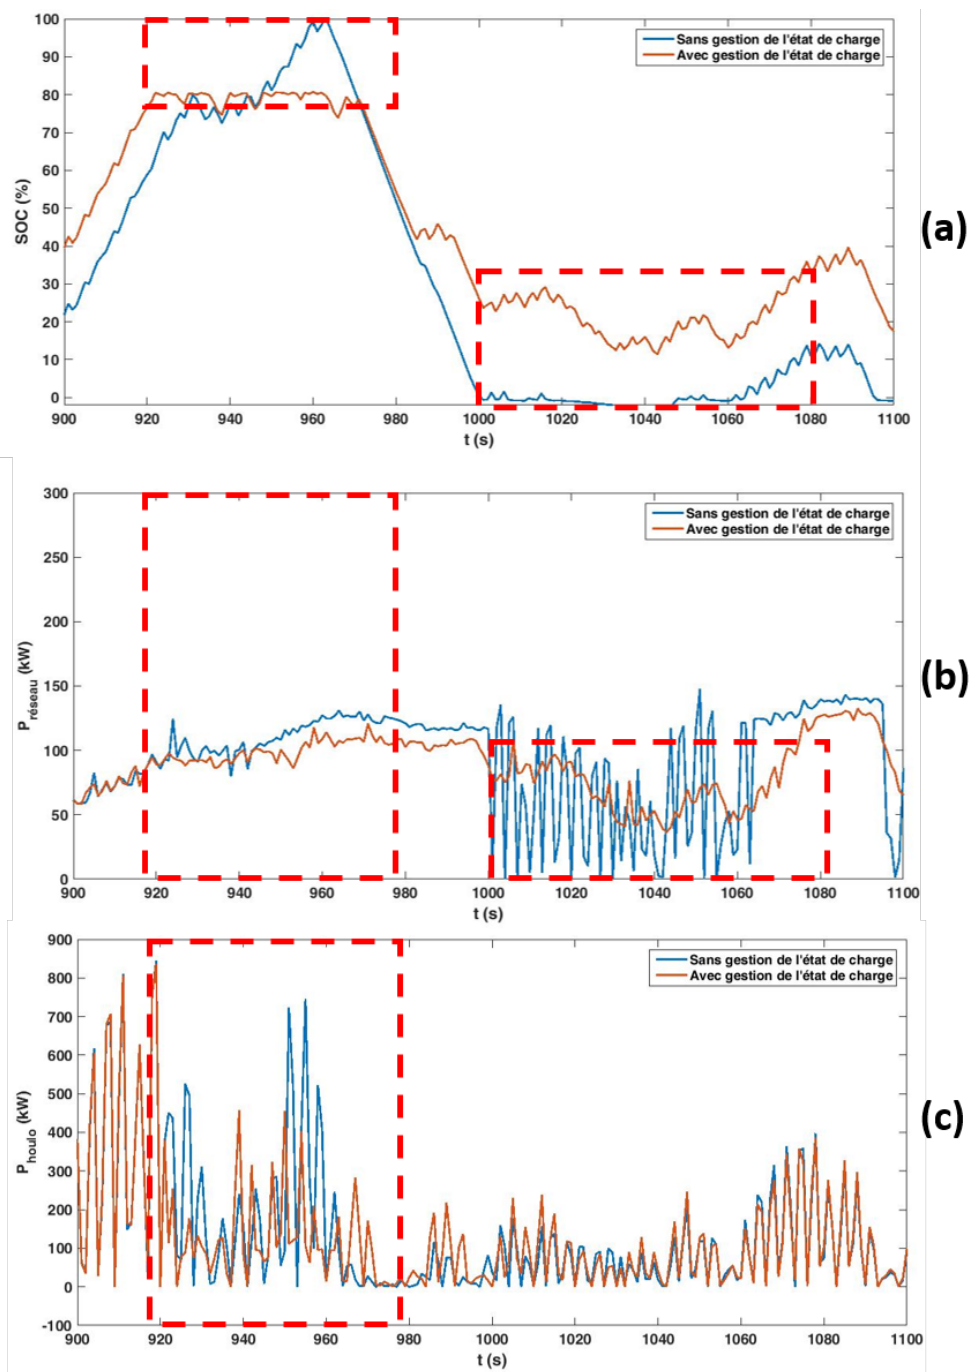 100
90
80
70
60
50
40
30
20
10
0
SOC (%)
Sans gestion de l'état de charge
Avec gestion de l'état de charge
900 920 940 960 980 1000 1020 1040 1060 1080 1100
t (s)
(a)
300
250
200
150
100
50
0
P réseau (kW)
Sans gestion de l'état de charge
Avec gestion de l'état de charge
900 920 940 960 980 1000 1020 1040 1060 1080 1100
t (s)
(b)
900
800
700
600
500
400
300
200
100
0
-100
P houlo (kW)
Sans gestion de l'état de charge
Avec gestion de l'état de charge
900 920 940 960 980 1000 1020 1040 1060 1080 1100
t (s)
(c)